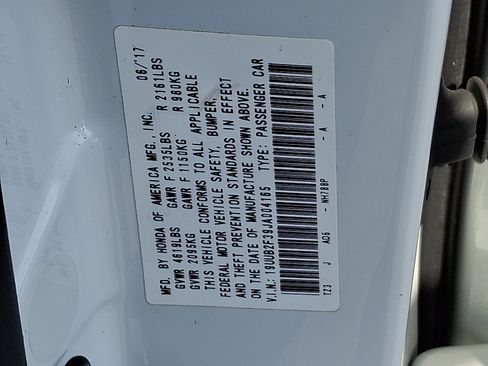 MFD. BY HONDA OF AMERICA MFG. INC. 06/'17
GVWR 4619LBS GAWR F 2535LBS R 2161LBS
GVWR 2095KG GAWR F 1150KG R 980KG
THIS VEHICLE CONFORMS TO ALL APPLICABLE
FEDERAL MOTOR VEHICLE SAFETY, BUMPER,
AND THEFT PREVENTION STANDARDS IN EFFECT
ON THE DATE OF MANUFACTURE SHOWN ABOVE.
V.I.N.: 19UUB2F39JA004165 TYPE: PASSENGER CAR
TZ3 J AD6 NH788P A - A